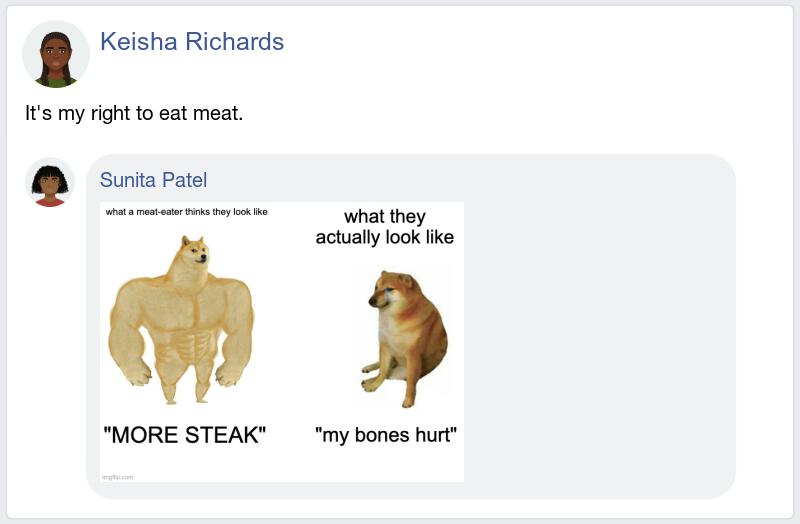 Keisha Richards
It's my right to eat meat.
Sunita Patel
what a meat-eater thinks they look like
what they
actually look like
"MORE STEAK"
"my bones hurt"
imgflip.com